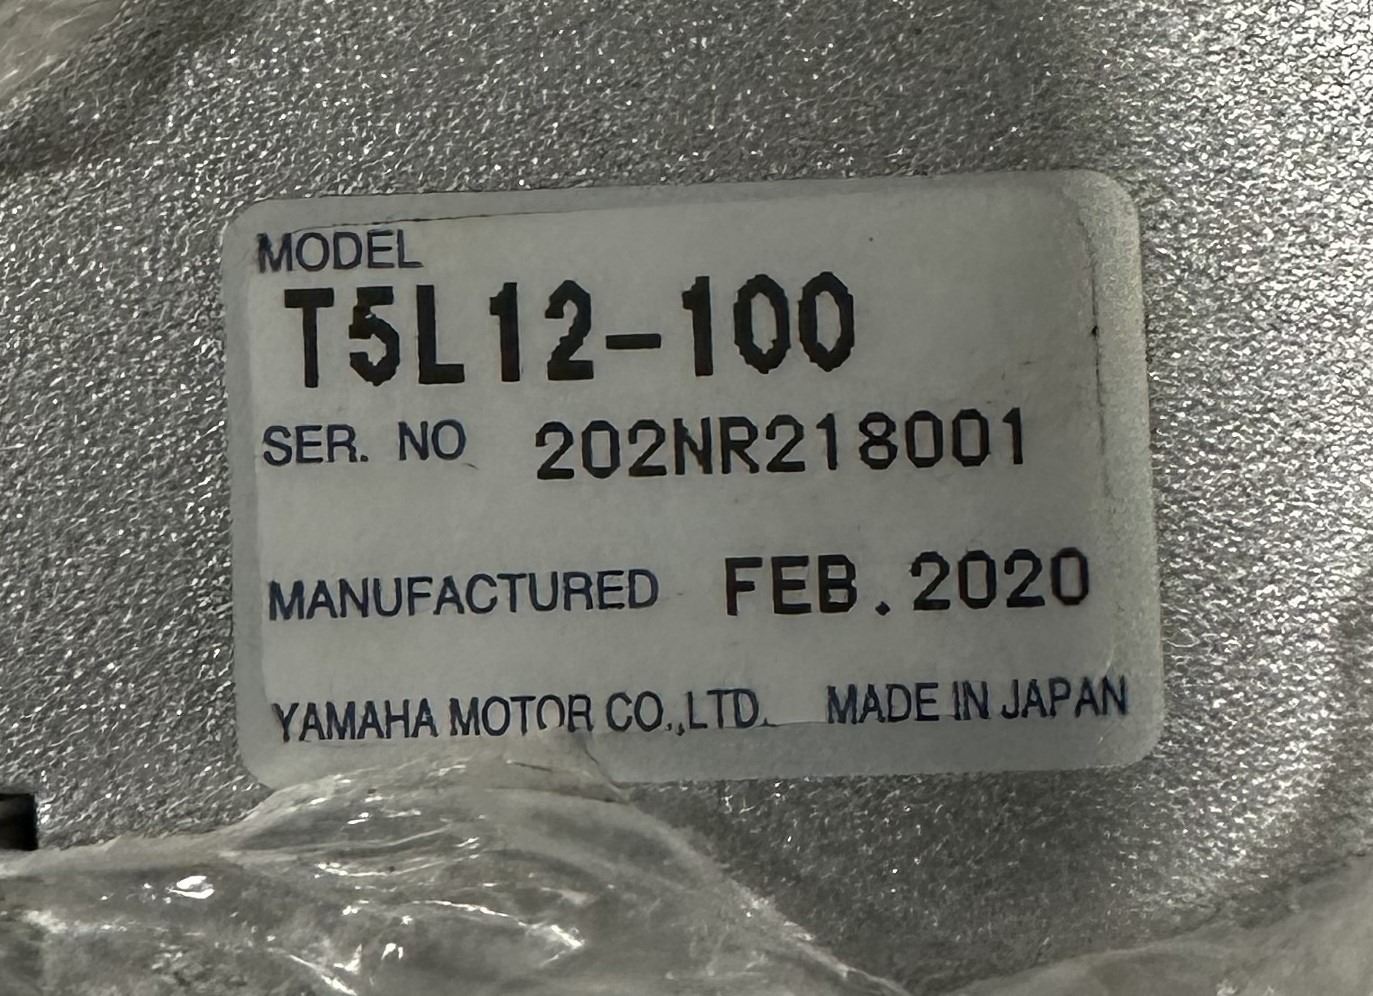 MODEL
T5L12-100
SER. NO 202NR218001
MANUFACTURED FEB. 2020
YAMAHA MOTOR CO.,LTD. MADE IN JAPAN